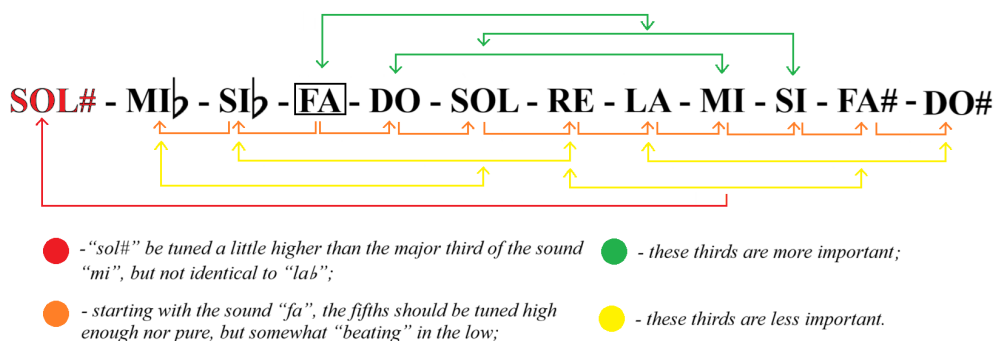 SOL# - MI♭ - SI♭ - FA - DO - SOL - RE - LA - MI - SI - FA# - DO#
-“sol#” be tuned a little higher than the major third of the sound
“mi”, but not identical to “la♭”;
- these thirds are more important;
- starting with the sound “fa”, the fifths should be tuned high
enough nor pure, but somewhat “beating” in the low;
- these thirds are less important.